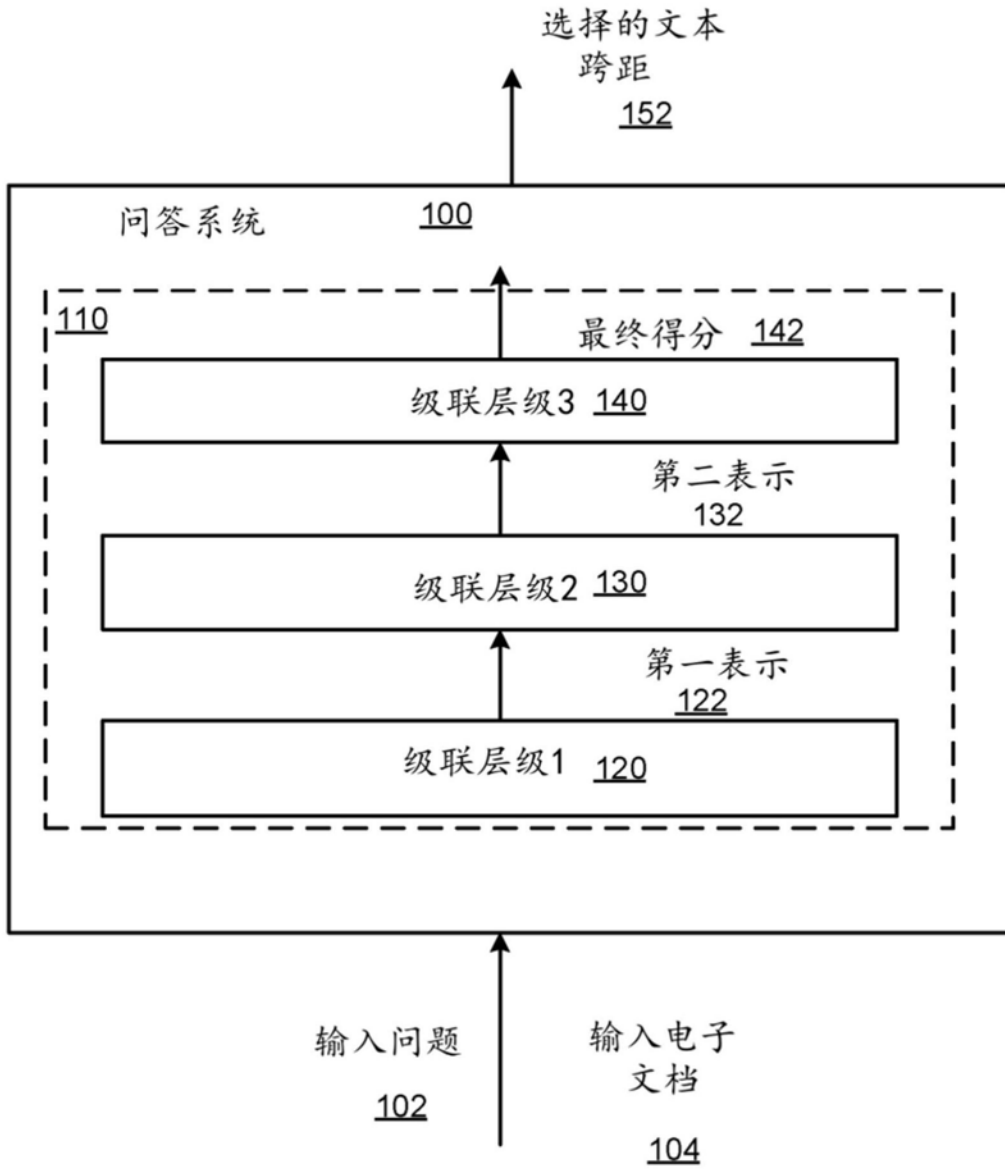 选择的文本
跨距
152
问答系统 100
110
最终得分 142
级联层级3 140
第二表示
132
级联层级2 130
第一表示
122
级联层级1 120
输入问题
102
输入电子
文档
104